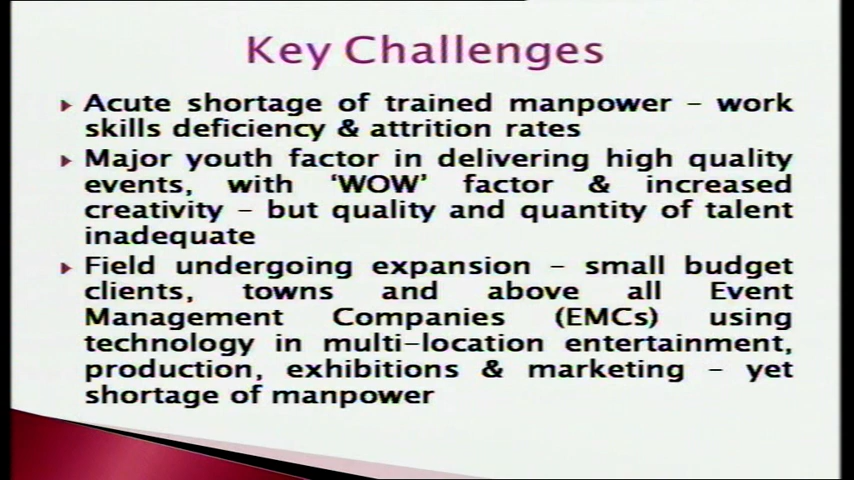 Key Challenges
Acute shortage of trained manpower – work
skills deficiency & attrition rates
Major youth factor in delivering high quality
events, with ‘WOW’ factor & increased
creativity – but quality and quantity of talent
inadequate
Field undergoing expansion – small budget
clients, towns and above all Event
Management Companies (EMCs) using
technology in multi-location entertainment,
production, exhibitions & marketing – yet
shortage of manpower